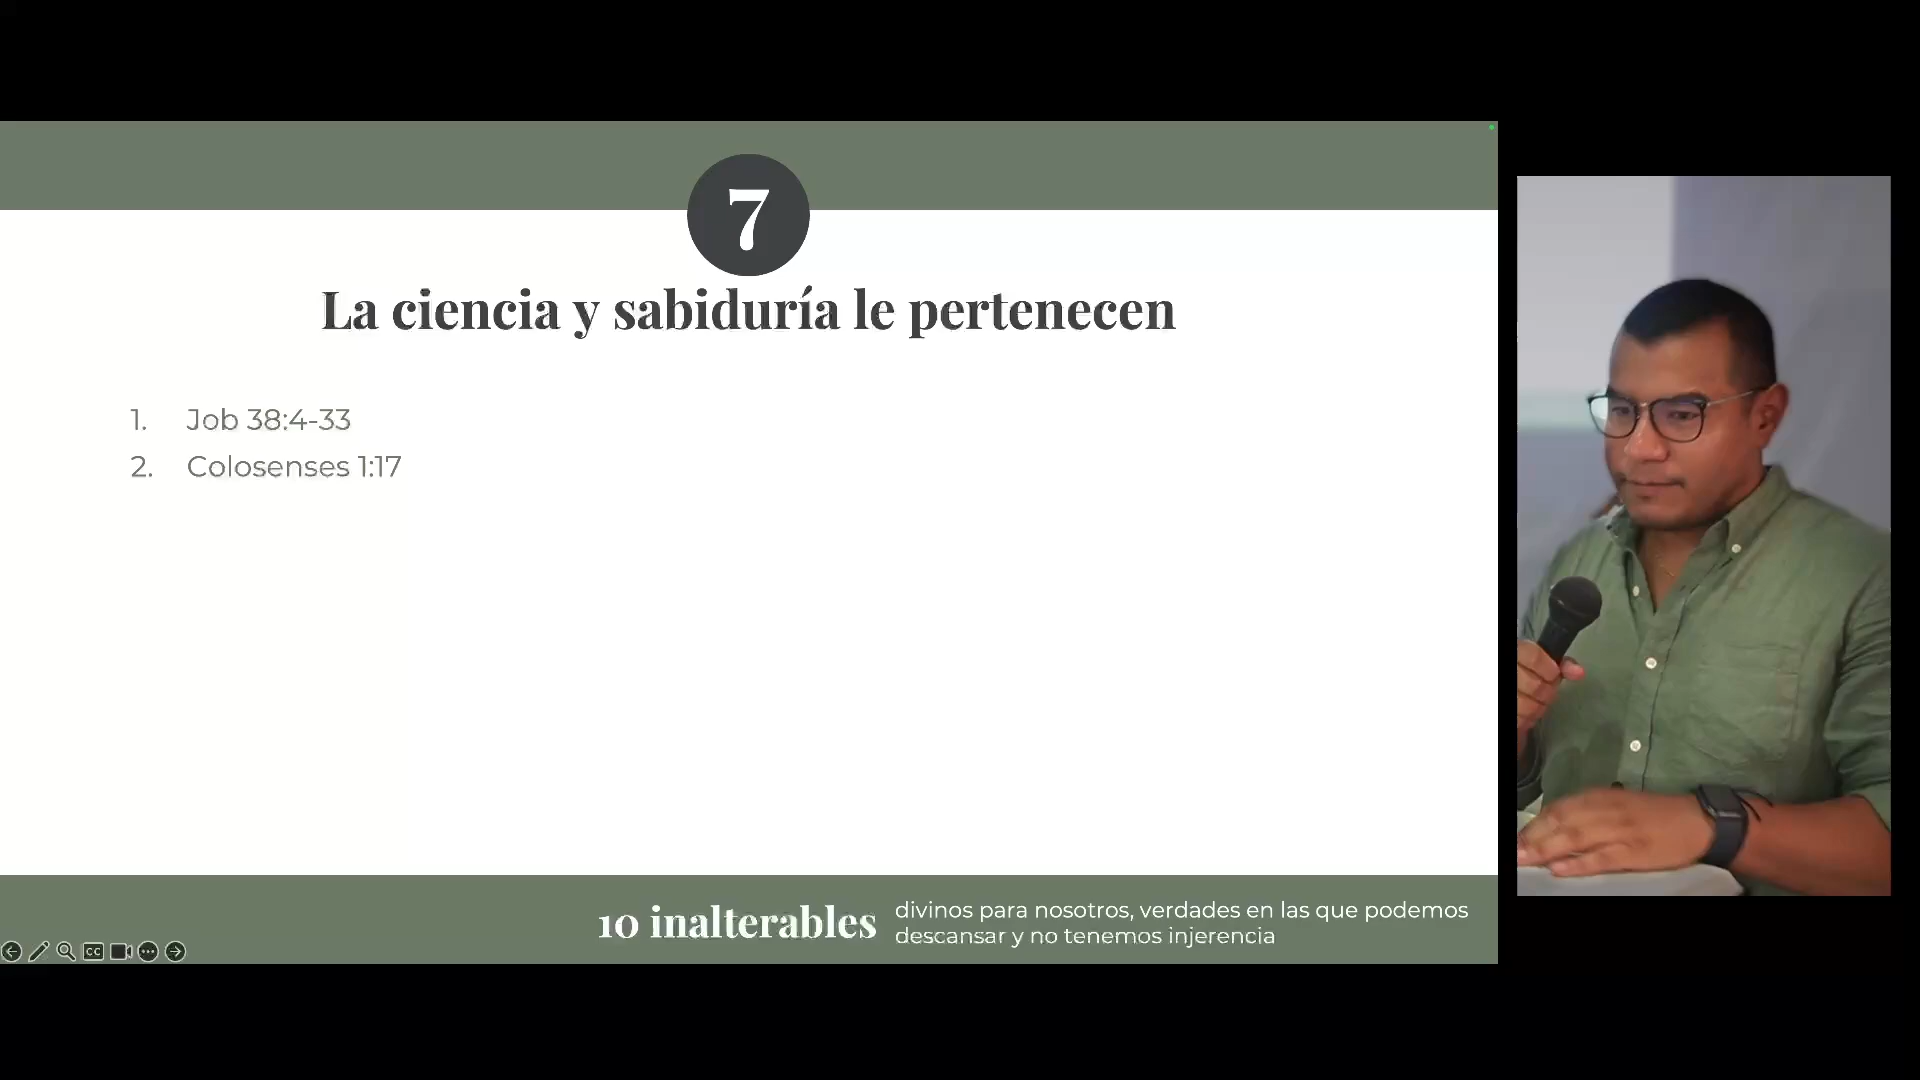 7
La ciencia y sabiduría le pertenecen
1. Job 38:4-33
2. Colosenses 1:17
10 inalterables
divinos para nosotros, verdades en las que podemos
descansar y no tenemos injerencia
CC